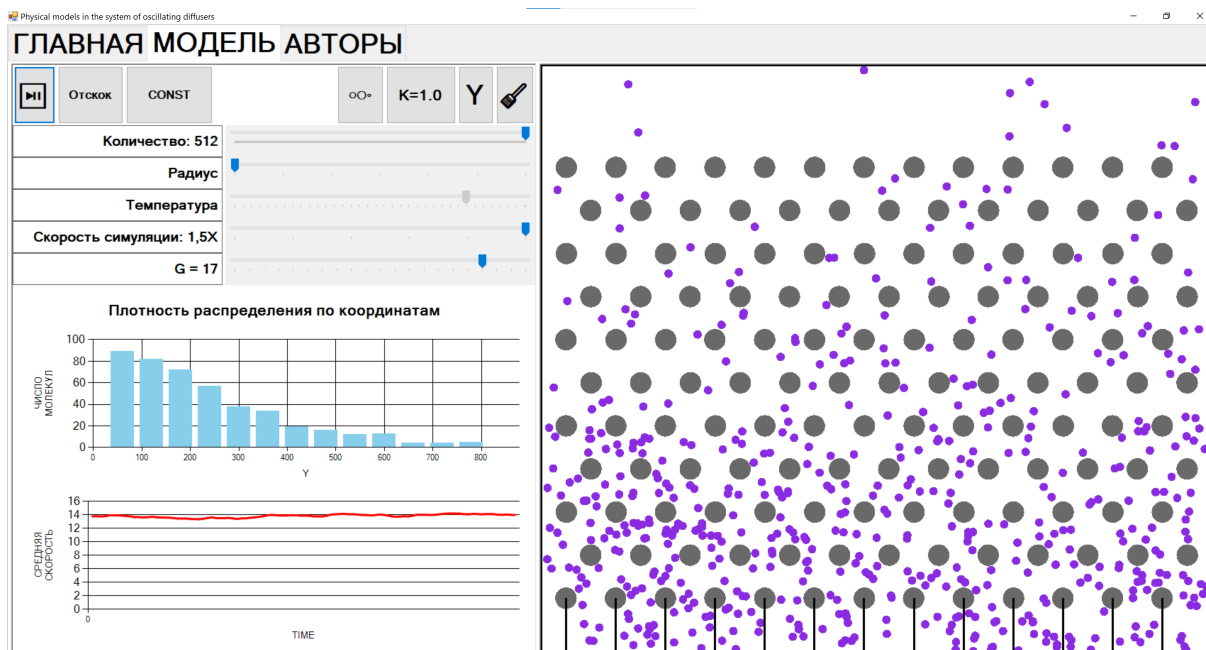 Physical models in the system of oscillating diffusers
ГЛАВНАЯ МОДЕЛЬ АВТОРЫ
Отскок CONST K=1.0 Y
Количество: 512
Радиус
Температура
Скорость симуляции: 1,5X
G = 17
Плотность распределения по координатам
ЧИСЛО
МОЛЕКУЛ
100
80
60
40
20
0
0 100 200 300 400 500 600 700 800
Y
СРЕДНЯЯ
СКОРОСТЬ
16
14
12
10
8
6
4
2
0
0
TIME